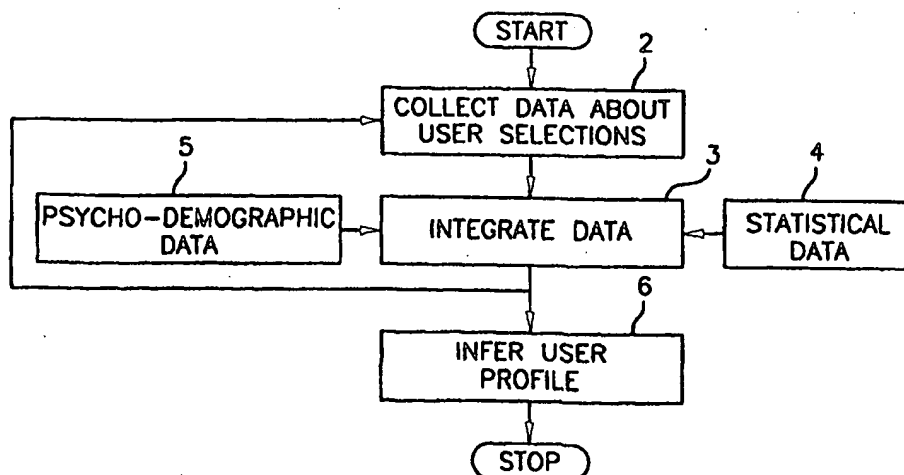 START
2
COLLECT DATA ABOUT
USER SELECTIONS
5
3
4
PSYCHO-DEMOGRAPHIC
DATA
INTEGRATE DATA
STATISTICAL
DATA
6
INFER USER
PROFILE
STOP